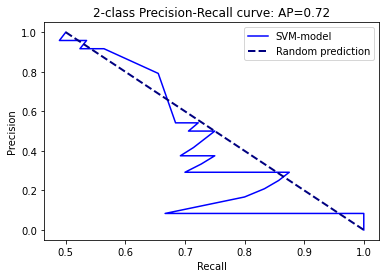 2-class Precision-Recall curve: AP=0.72
SVM-model
Random prediction
Precision
1.0
0.8
0.6
0.4
0.2
0.0
0.5
0.6
0.7
0.8
0.9
1.0
Recall